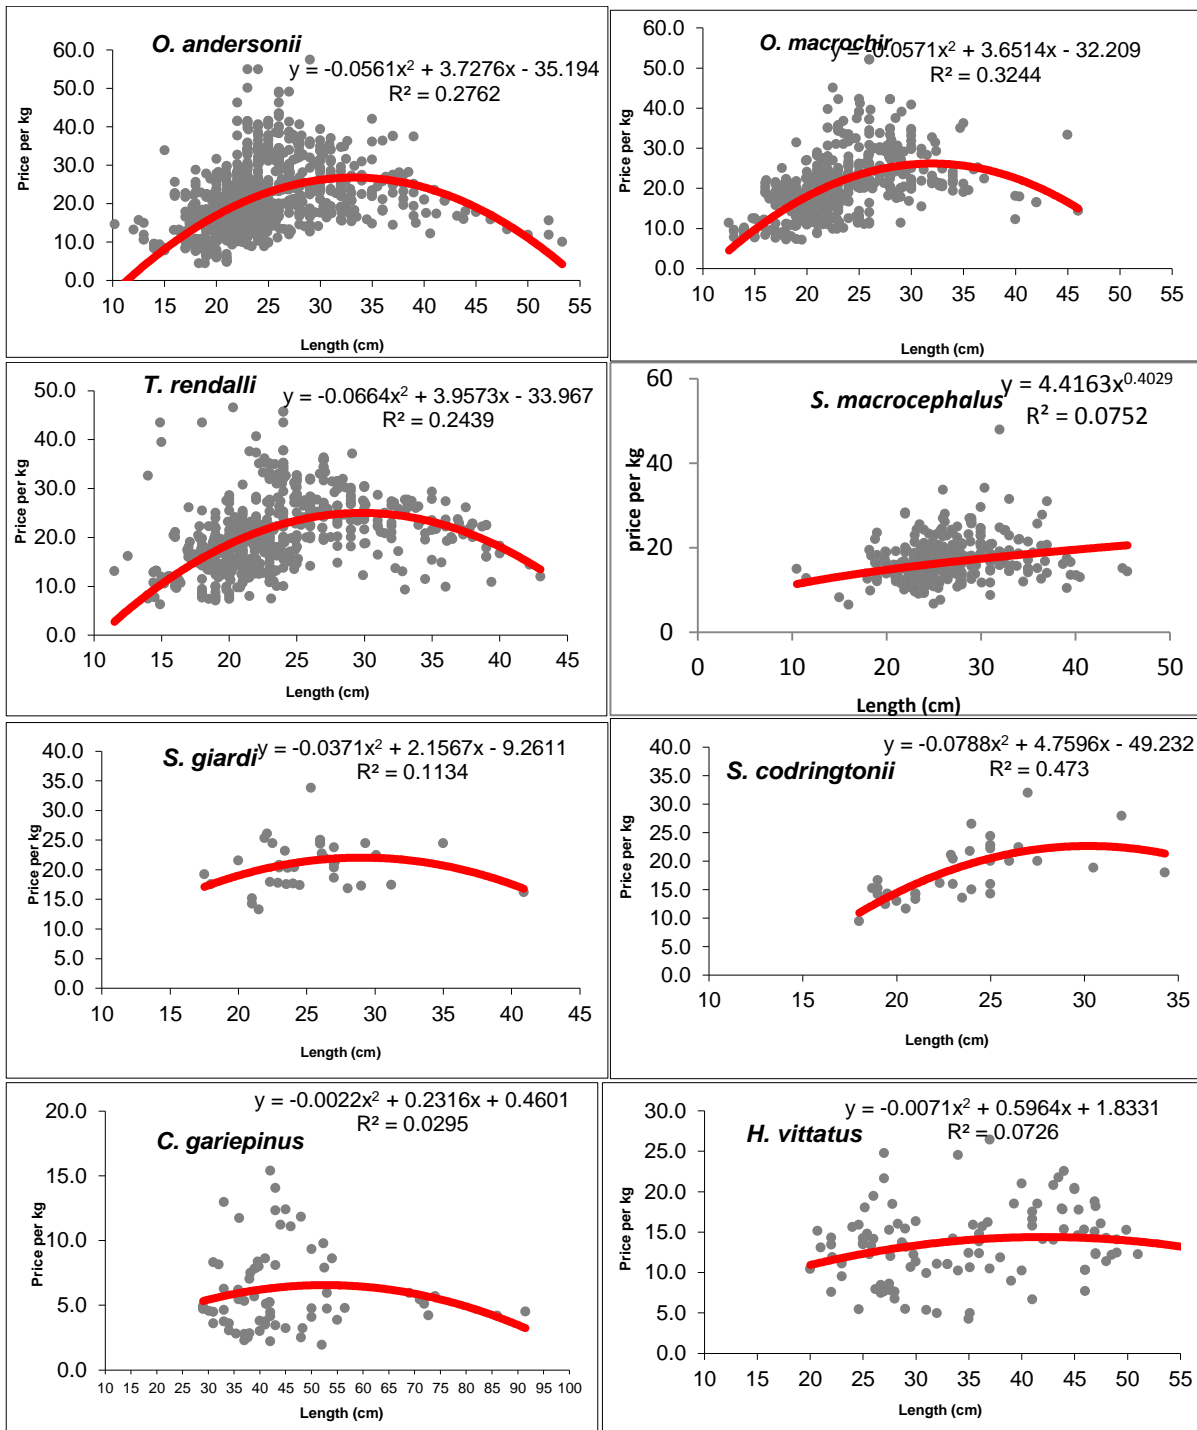 O. andersonii
y = -0.0561x² + 3.7276x - 35.194
R² = 0.2762
Price per kg
60.0
50.0
40.0
30.0
20.0
10.0
0.0
10 15 20 25 30 35 40 45 50 55
Length (cm)
O. macrochir
y = -0.0571x² + 3.6514x - 32.209
R² = 0.3244
Price per kg
60.0
50.0
40.0
30.0
20.0
10.0
0.0
10 15 20 25 30 35 40 45 50 55
Length (cm)
T. rendalli
y = -0.0664x² + 3.9573x - 33.967
R² = 0.2439
Price per kg
50.0
40.0
30.0
20.0
10.0
0.0
10 15 20 25 30 35 40 45
Length (cm)
S. macrocephalus
y = 4.4163x^0.4029
R² = 0.0752
price per kg
60
40
20
0
0 10 20 30 40 50
Length (cm)
S. giardi
y = -0.0371x² + 2.1567x - 9.2611
R² = 0.1134
Price per kg
40.0
35.0
30.0
25.0
20.0
15.0
10.0
5.0
0.0
10 15 20 25 30 35 40 45
Length (cm)
S. codringtonii
y = -0.0788x² + 4.7596x - 49.232
R² = 0.473
Price per kg
40.0
35.0
30.0
25.0
20.0
15.0
10.0
5.0
0.0
10 15 20 25 30 35
Length (cm)
C. gariepinus
y = -0.0022x² + 0.2316x + 0.4601
R² = 0.0295
Price per kg
20.0
15.0
10.0
5.0
0.0
10 15 20 25 30 35 40 45 50 55 60 65 70 75 80 85 90 95 100
Length (cm)
H. vittatus
y = -0.0071x² + 0.5964x + 1.8331
R² = 0.0726
Price per kg
30.0
25.0
20.0
15.0
10.0
5.0
0.0
10 15 20 25 30 35 40 45 50 55
Length (cm)